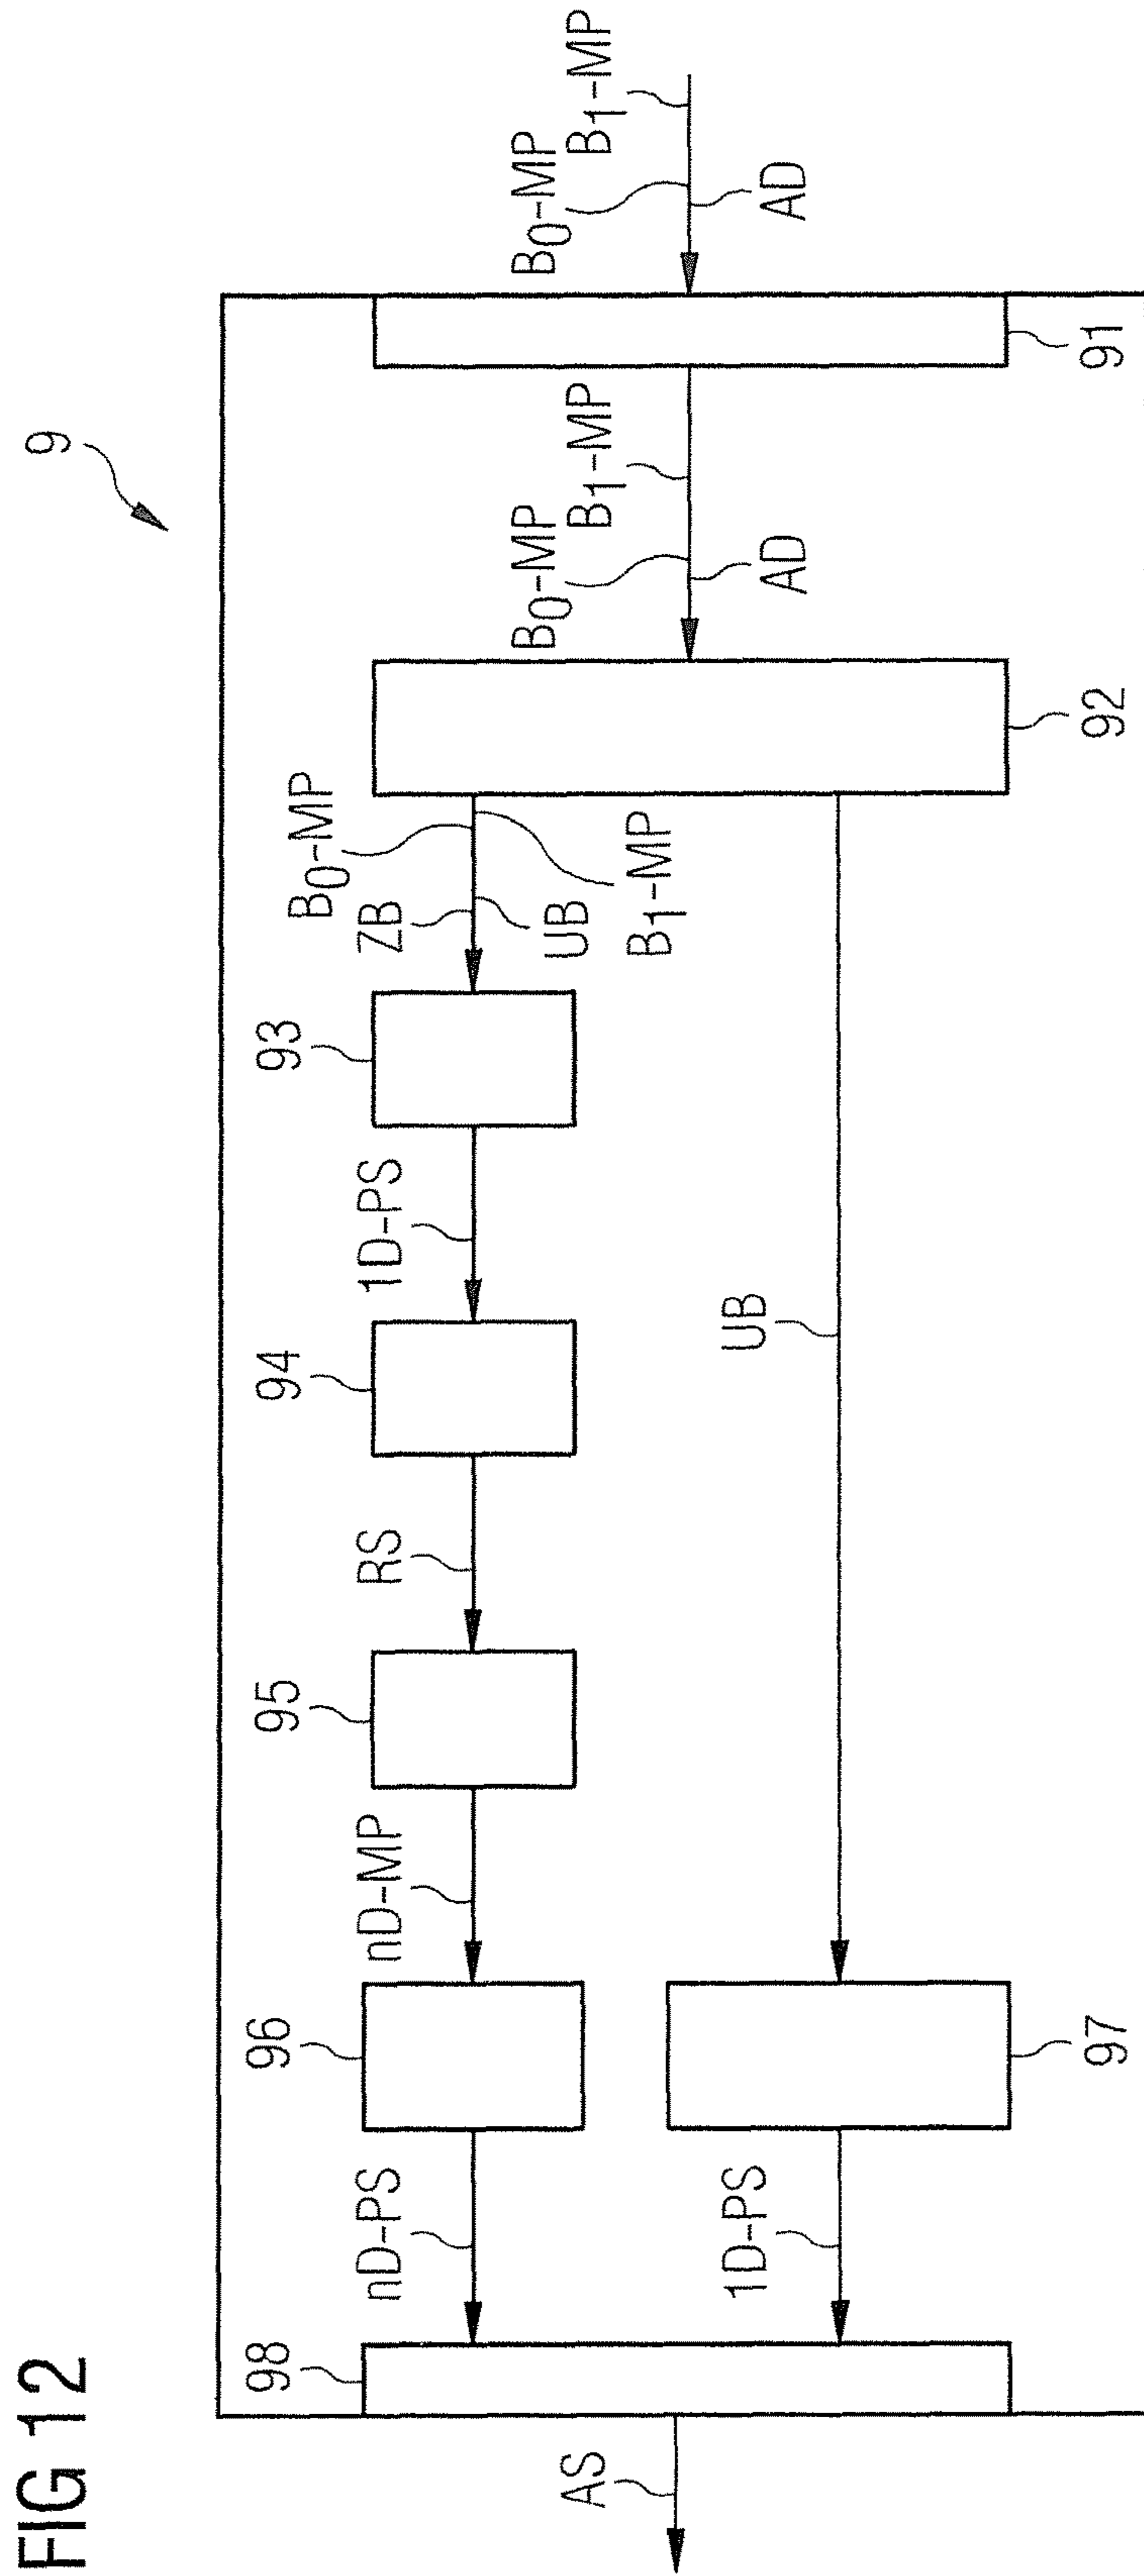 FIG 12
9
B0-MP
B1-MP
AD
91
B0-MP
B1-MP
AD
92
B0-MP
B1-MP
ZB
UB
93
1D-PS
94
RS
95
nD-MP
96
nD-PS
UB
97
1D-PS
98
AS